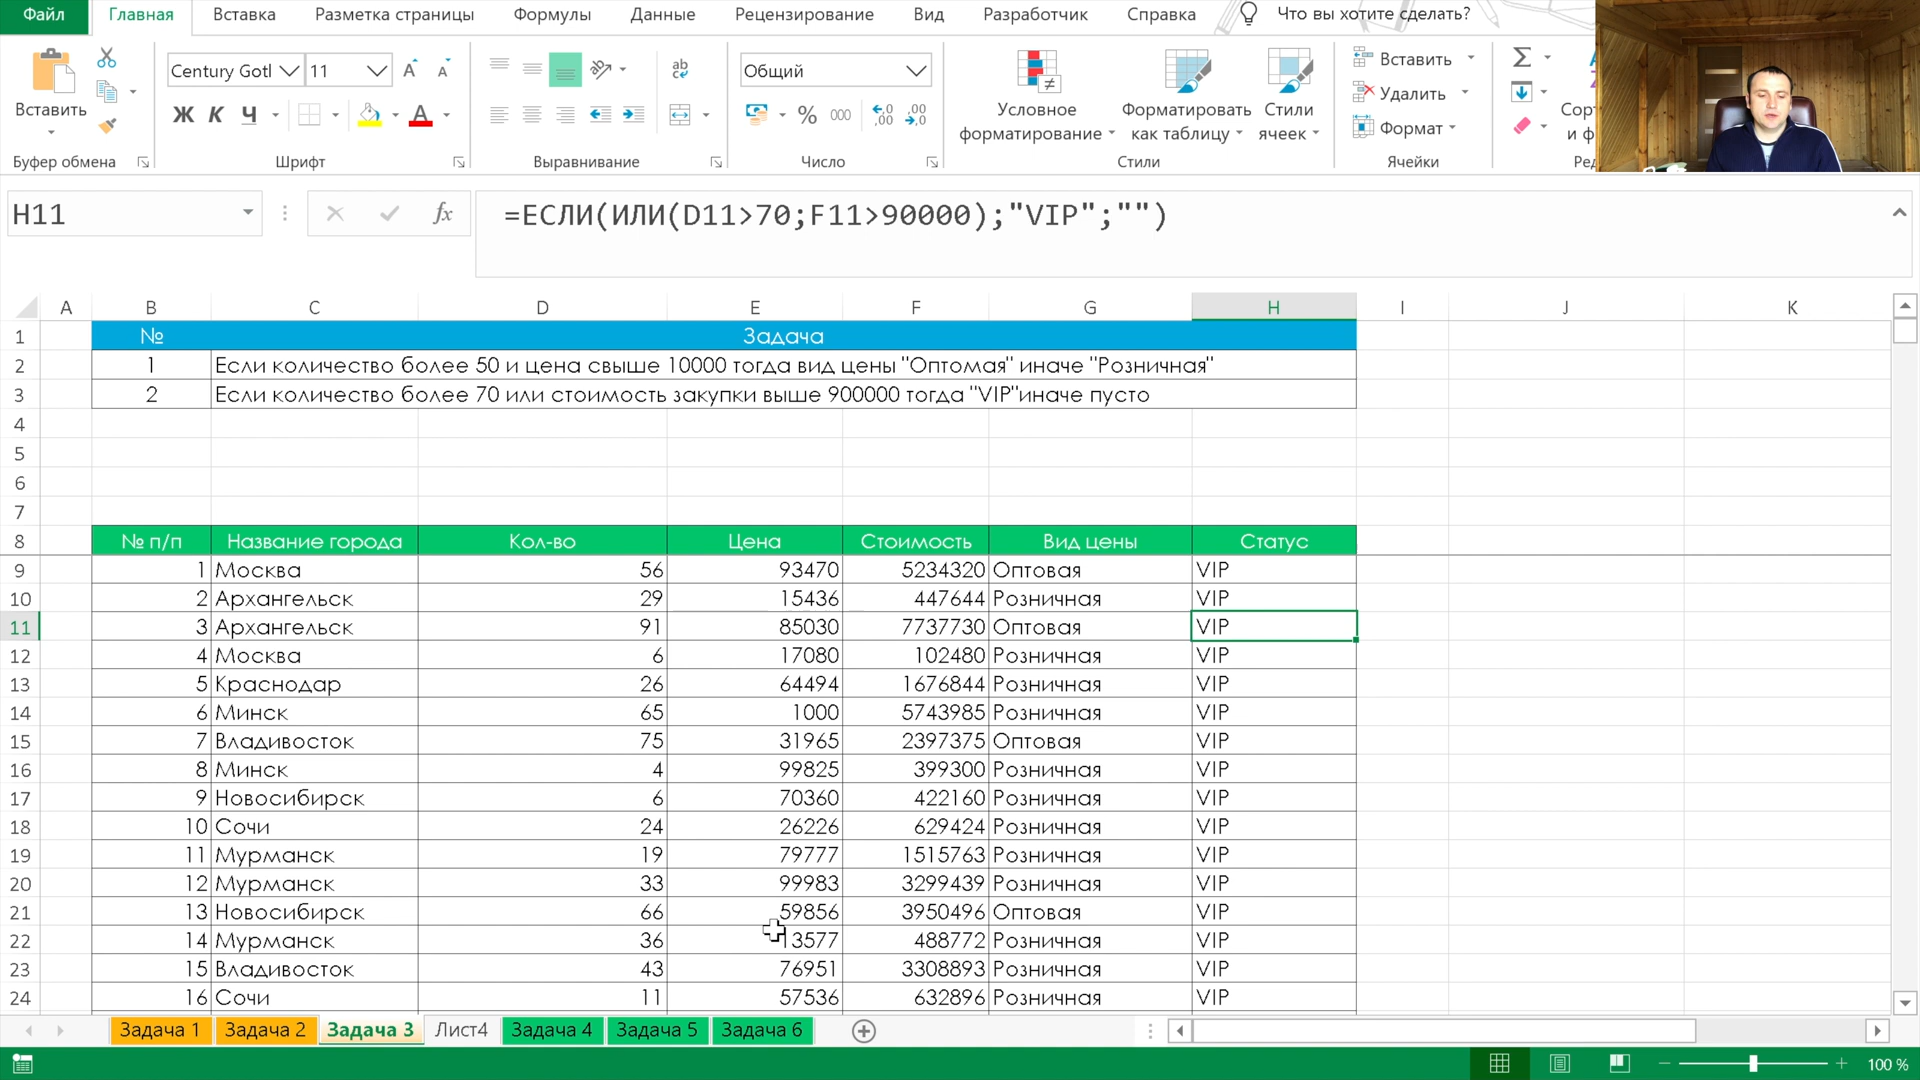 Файл Главная Вставка Разметка страницы Формулы Данные Рецензирование Вид Разработчик Справка Что вы хотите сделать?
Вставить
Буфер обмена
Century Gotl 11
Ж К Ч
Шрифт
Выравнивание
Общий
% 000
Число
Условное форматирование
Форматировать как таблицу
Стили ячеек
Стили
Вставить
Удалить
Формат
Ячейки
H11 fx =ЕСЛИ(ИЛИ(D11>70;F11>90000);"VIP";"")
A B C D E F G H I J K
1 № Задача
2 1 Если количество более 50 и цена свыше 10000 тогда вид цены "Оптомая" иначе "Розничная"
3 2 Если количество более 70 или стоимость закупки выше 900000 тогда "VIP"иначе пусто
4
5
6
7
8 № п/п Название города Кол-во Цена Стоимость Вид цены Статус
9 1 Москва 56 93470 5234320 Оптовая VIP
10 2 Архангельск 29 15436 447644 Розничная VIP
11 3 Архангельск 91 85030 7737730 Оптовая VIP
12 4 Москва 6 17080 102480 Розничная VIP
13 5 Краснодар 26 64494 1676844 Розничная VIP
14 6 Минск 65 1000 5743985 Розничная VIP
15 7 Владивосток 75 31965 2397375 Оптовая VIP
16 8 Минск 4 99825 399300 Розничная VIP
17 9 Новосибирск 6 70360 422160 Розничная VIP
18 10 Сочи 24 26226 629424 Розничная VIP
19 11 Мурманск 19 79777 1515763 Розничная VIP
20 12 Мурманск 33 99983 3299439 Розничная VIP
21 13 Новосибирск 66 59856 3950496 Оптовая VIP
22 14 Мурманск 36 13577 488772 Розничная VIP
23 15 Владивосток 43 76951 3308893 Розничная VIP
24 16 Сочи 11 57536 632896 Розничная VIP
Задача 1 Задача 2 Задача 3 Лист4 Задача 4 Задача 5 Задача 6
100 %